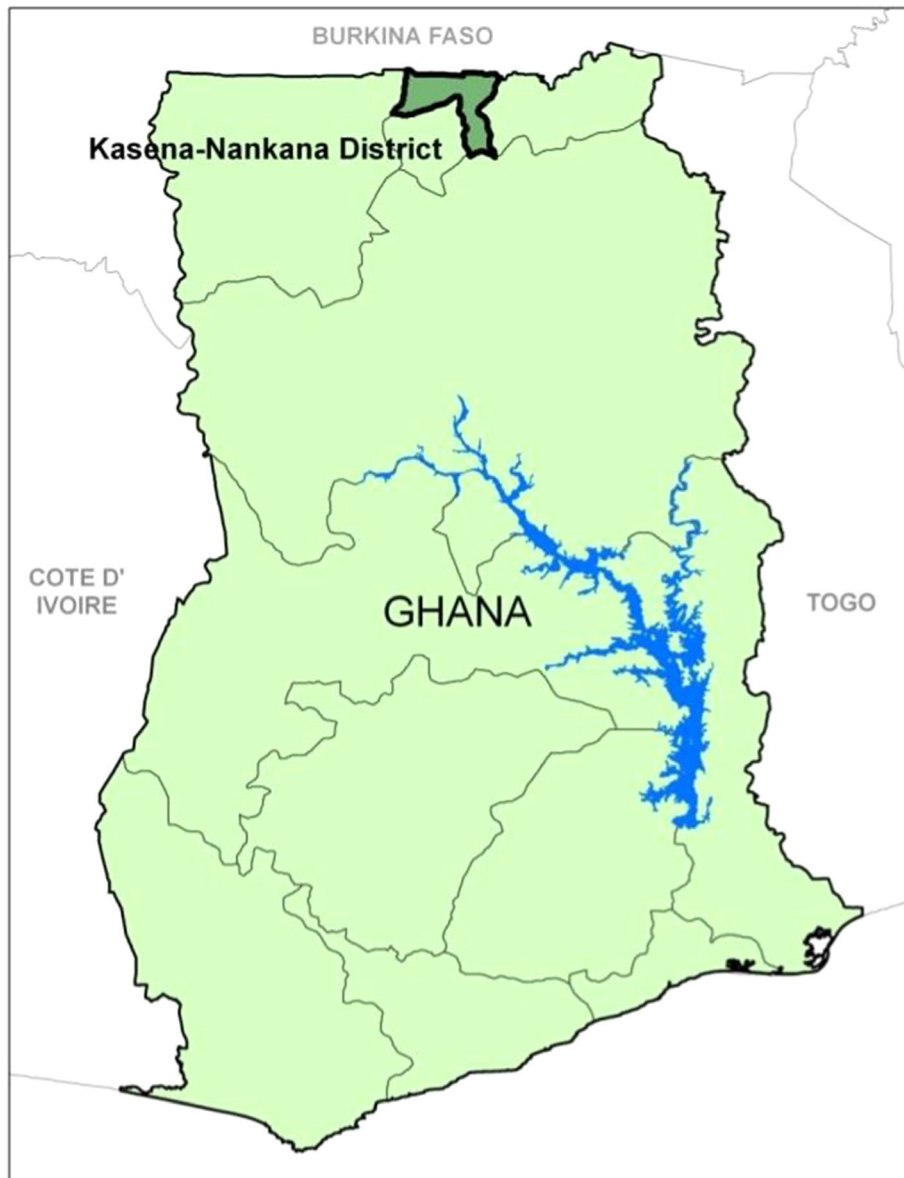 BURKINA FASO
Kasena-Nankana District
COTE D'
IVOIRE
GHANA
TOGO